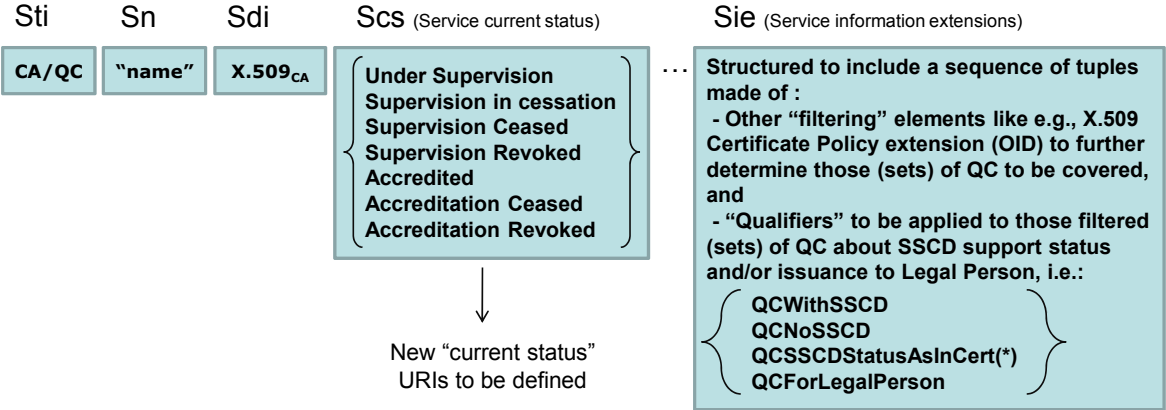 Sti Sn Sdi Scs (Service current status) Sie (Service information extensions)
CA/QC
“name”
X.509CA
Under Supervision
Supervision in cessation
Supervision Ceased
Supervision Revoked
Accredited
Accreditation Ceased
Accreditation Revoked
New “current status”
URIs to be defined
...
Structured to include a sequence of tuples
made of :
- Other “filtering” elements like e.g., X.509
Certificate Policy extension (OID) to further
determine those (sets) of QC to be covered,
and
- “Qualifiers” to be applied to those filtered
(sets) of QC about SSCD support status
and/or issuance to Legal Person, i.e.:
QCWithSSCD
QCNoSSCD
QCSSCDStatusAsInCert(*)
QCForLegalPerson